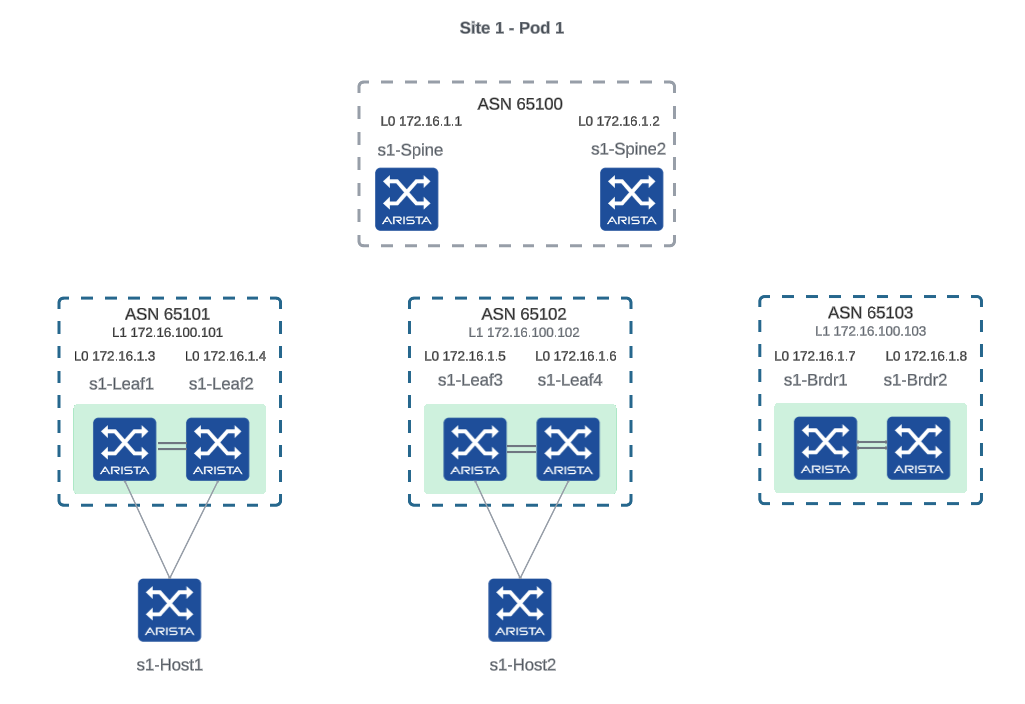 Site 1 - Pod 1
ASN 65100
L0 172.16.1.1
L0 172.16.1.2
s1-Spine
s1-Spine2
ARISTA
ARISTA
ASN 65101
L1 172.16.100.101
L0 172.16.1.3
L0 172.16.1.4
s1-Leaf1
s1-Leaf2
ARISTA
ARISTA
ASN 65102
L1 172.16.100.102
L0 172.16.1.5
L0 172.16.1.6
s1-Leaf3
s1-Leaf4
ARISTA
ARISTA
ASN 65103
L1 172.16.100.103
L0 172.16.1.7
L0 172.16.1.8
s1-Brdr1
s1-Brdr2
ARISTA
ARISTA
ARISTA
s1-Host1
ARISTA
s1-Host2